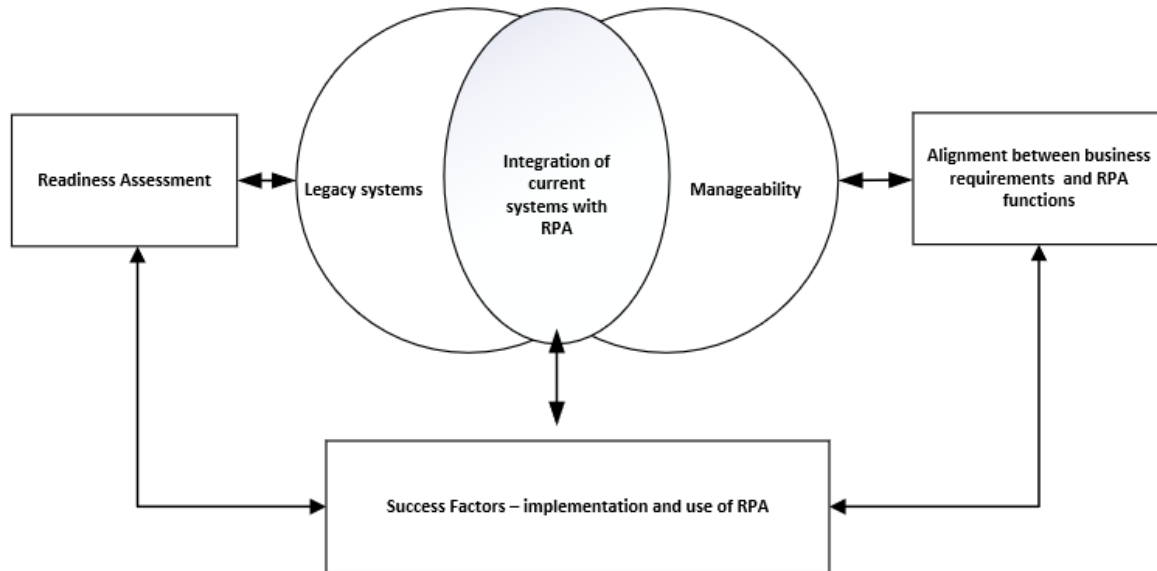 Readiness Assessment
Legacy systems
Integration of
current
systems with
RPA
Manageability
Alignment between business
requirements and RPA
functions
Success Factors – implementation and use of RPA